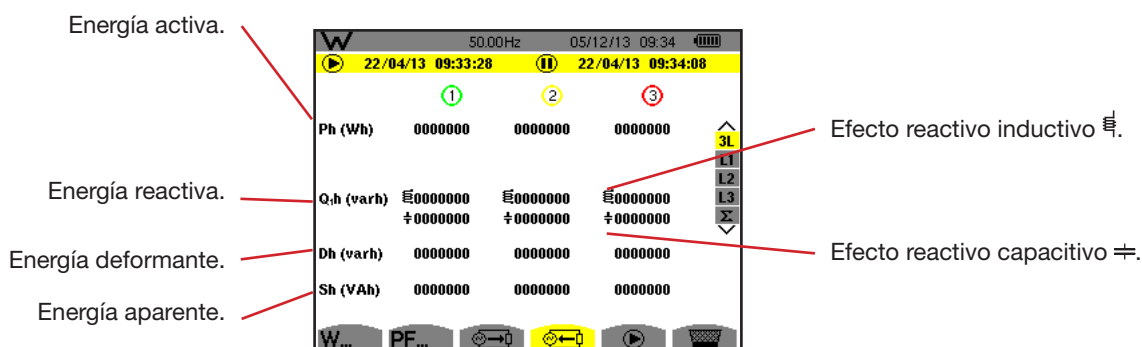 Energía activa.
W 50.00Hz 05/12/13 09:34
22/04/13 09:33:28 22/04/13 09:34:08
1 2 3
Ph (Wh) 0000000 0000000 0000000
3L
L1
L2
L3
Σ
Efecto reactivo inductivo
Energía reactiva.
Q₁h (varh) 0000000 0000000 0000000
0000000 0000000 0000000
Energía deformante.
Dh (varh) 0000000 0000000 0000000
Efecto reactivo capacitivo
Energía aparente.
Sh (VAh) 0000000 0000000 0000000
W... PF...